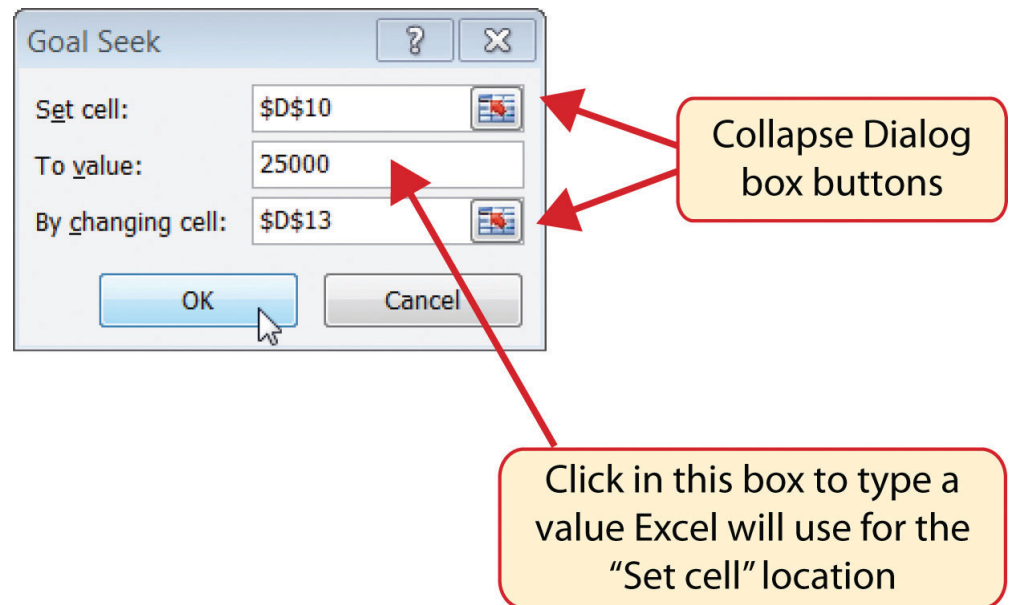 Goal Seek
Set cell: $D$10
To value: 25000
By changing cell: $D$13
OK Cancel
Collapse Dialog
box buttons
Click in this box to type a
value Excel will use for the
“Set cell” location